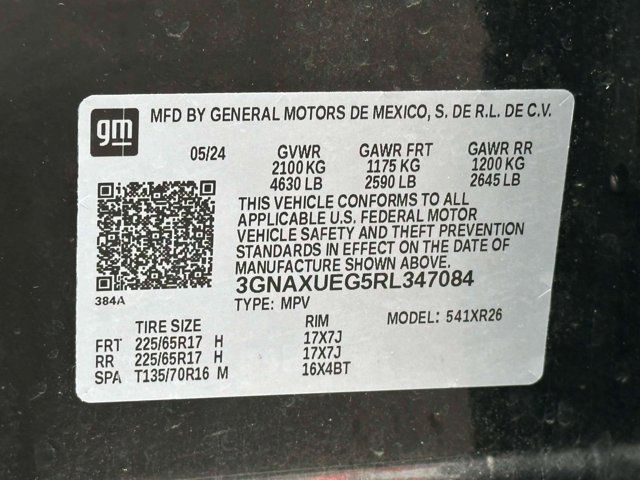 gm MFD BY GENERAL MOTORS DE MEXICO, S. DE R.L. DE C.V.
05/24 GVWR GAWR FRT GAWR RR
2100 KG 1175 KG 1200 KG
4630 LB 2590 LB 2645 LB
THIS VEHICLE CONFORMS TO ALL
APPLICABLE U.S. FEDERAL MOTOR
VEHICLE SAFETY AND THEFT PREVENTION
STANDARDS IN EFFECT ON THE DATE OF
MANUFACTURE SHOWN ABOVE.
3GNAXUEG5RL347084
384A
TYPE: MPV
MODEL: 541XR26
TIRE SIZE RIM
FRT 225/65R17 H 17X7J
RR 225/65R17 H 17X7J
SPA T135/70R16 M 16X4BT